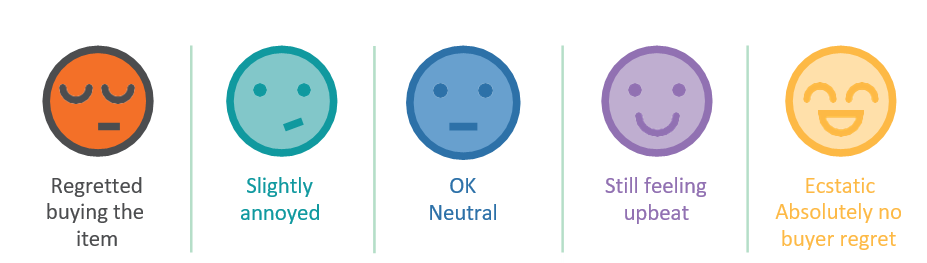 Regretted
buying the
item
Slightly
annoyed
OK
Neutral
Still feeling
upbeat
Ecstatic
Absolutely no
buyer regret